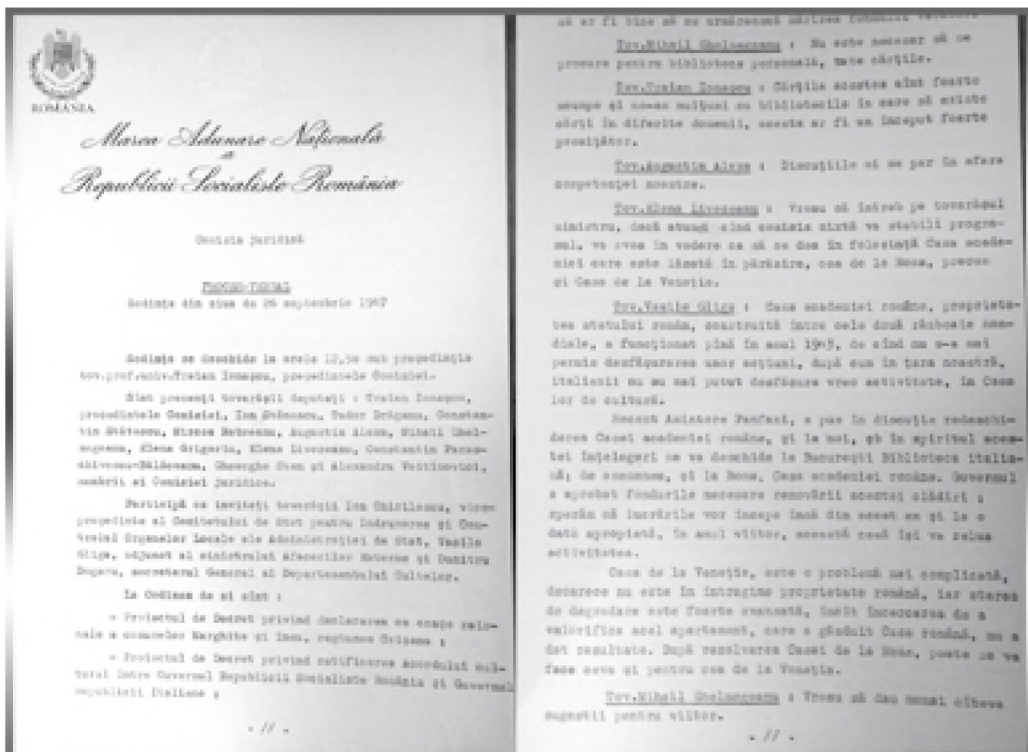 ROMÂNIA
Marea Adunare Națională
a
Republicii Socialiste România
Comisia juridică
PROCES-VERBAL
Ședința din ziua de 26 septembrie 1967
Ședința se deschide la orele 12,30 sub președinția
tov.prof.univ.Traian Ionașcu, președintele Comisiei.
Sînt prezenți tovarășii deputați : Traian Ionașcu,
președintele Comisiei, Ion Stănescu, Tudor Drăganu, Constan-
tin Stătescu, Mircea Rebreanu, Augustin Alexa, Mihail Ghel-
megeanu, Elena Grigoriu, Elena Livezeanu, Constantin Paras-
chivescu-Bălăceanu, Gheorghe Stan și Alexandru Voitinovici,
membrii ai Comisiei juridice.
Participă ca invitați tovarășii Ion Chirilescu, vice-
președinte al Comitetului de Stat pentru Îndrumarea și Con-
trolul Organelor Locale ale Administrației de Stat, Vasile
Gliga, adjunct al ministrului Afacerilor Externe și Dumitru
Dogaru, secretarul General al Departamentului Cultelor.
La Ordinea de zi sînt :
- Proiectul de Decret privind declararea ca orașe raio-
nale a comunelor Marghita și Ineu, regiunea Crișana ;
- Proiectul de Decret privind ratificarea Acordului cul-
tural între Guvernul Republicii Socialiste România și Guvernul
Republicii Italiene ;
- // -
că ar fi bine să se urmărească mărirea fondului
Tov.Mihail Ghelmegeanu : Nu este necesar să se
procure pentru biblioteca personală, toate cărțile.
Tov.Traian Ionașcu : Cărțile acestea sînt foarte
scumpe și ne-am mulțumi cu bibliotecile în care să existe
cărți în diferite domenii, acesta ar fi un început foarte
promițător.
Tov.Augustin Alexa : Discuțiile mi se par în afara
competenței noastre.
Tov.Elena Livezeanu : Vreau să întreb pe tovarășul
ministru, dacă atunci cînd comisia mixtă va stabili progra-
mul, va avea în vedere ca să se dea în folosință Casa acade-
miei care este lăsată în părăsire, cea de la Roma, precum
și Casa de la Veneția.
Tov.Vasile Gliga : Casa academiei române, proprieta-
tea statului român, construită între cele două războaie mon-
diale, a funcționat pînă în anul 1945, de cînd nu s-a mai
permis desfășurarea unor acțiuni, după cum în țara noastră,
italienii nu au mai putut desfășura vreo activitate, în Casa
lor de cultură.
Recent Amintore Fanfani, a pus în discuție redeschi-
derea Casei academiei române, și la noi, și în spiritul aces-
tei înțelegeri se va deschide la București Biblioteca italia-
nă; de asemenea, și la Roma, Casa academiei române. Guvernul
a aprobat fondurile necesare renovării acestei clădiri ;
sperăm că lucrările vor începe încă din acest an și la o
dată apropiată, în anul viitor, această casă își va relua
activitatea.
Casa de la Veneția, este o problemă mai complicată,
deoarece nu este în întregime proprietate română, iar starea
de degradare este foarte avansată, încît încercarea de a
valorifica acel apartament, care a găzduit Casa română, nu a
dat rezultate. După rezolvarea Casei de la Roma, poate se va
face ceva și pentru cea de la Veneția.
Tov.Mihail Ghelmegeanu : Vreau să dau numai cîteva
sugestii pentru viitor.
- // -